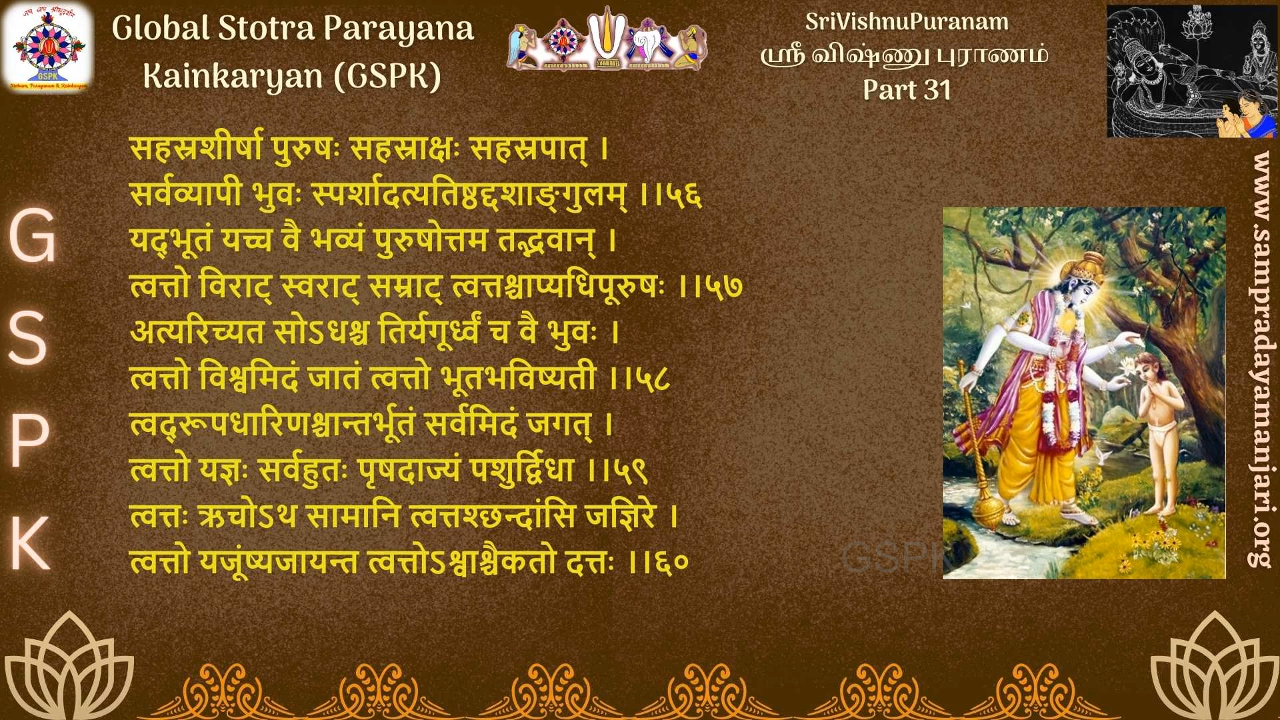 Global Stotra Parayana
Kainkaryan (GSPK)
SriVishnuPuranam
ஸ்ரீ விஷ்ணு புராணம்
Part 31
सहस्रशीर्षा पुरुषः सहस्राक्षः सहस्रपात् ।
सर्वव्यापी भुवः स्पर्शादत्यतिष्ठद्दशाङ्गुलम् ।।५६
यद्भूतं यच्च वै भव्यं पुरुषोत्तम तद्भवान् ।
त्वत्तो विराट् स्वराट् सम्राट् त्वत्तश्चाप्यधिपूरुषः ।।५७
अत्यरिच्यत सोऽधश्च तिर्यगूर्ध्वं च वै भुवः ।
त्वत्तो विश्वमिदं जातं त्वत्तो भूतभविष्यती ।।५८
त्वद्रूपधारिणश्चान्तर्भूतं सर्वमिदं जगत् ।
त्वत्तो यज्ञः सर्वहुतः पृषदाज्यं पशुर्द्विधा ।।५९
त्वत्तः ऋचोऽथ सामानि त्वत्तश्छन्दांसि जज्ञिरे ।
त्वत्तो यजूंष्यजायन्त त्वत्तोऽश्वाश्चैकतो दत्तः ।।६०
G
S
P
K
www.sampradayamanjari.org
GSPK
GSPK